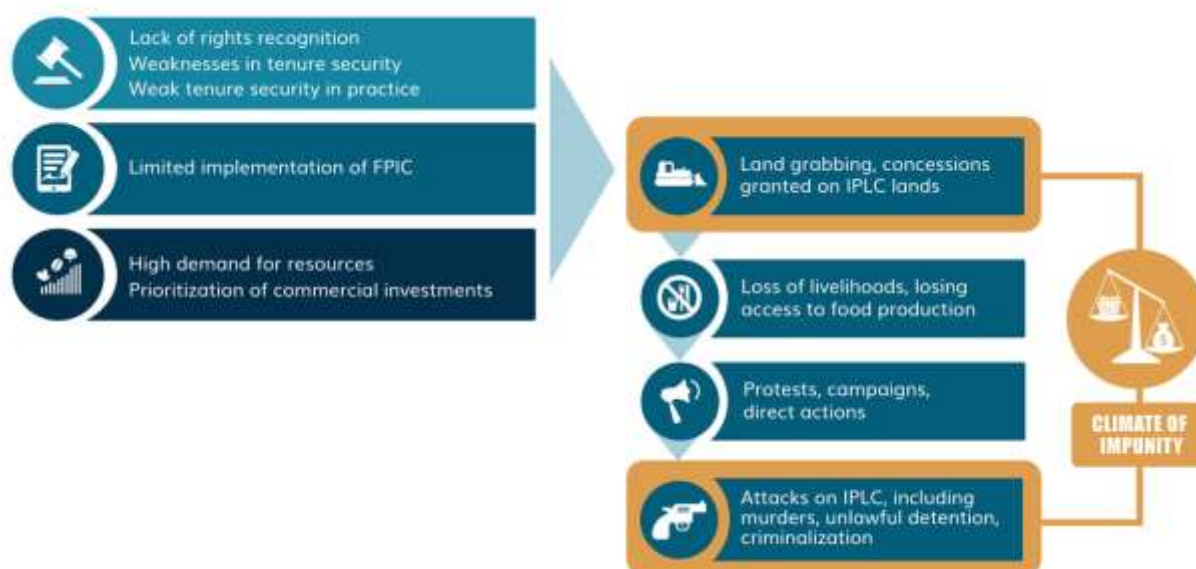 Lack of rights recognition
Weaknesses in tenure security
Weak tenure security in practice
Limited implementation of FPIC
High demand for resources
Prioritization of commercial investments
Land grabbing, concessions
granted on IPLC lands
Loss of livelihoods, losing
access to food production
Protests, campaigns,
direct actions
Attacks on IPLC, including
murders, unlawful detention,
criminalization
$
CLIMATE OF
IMPUNITY